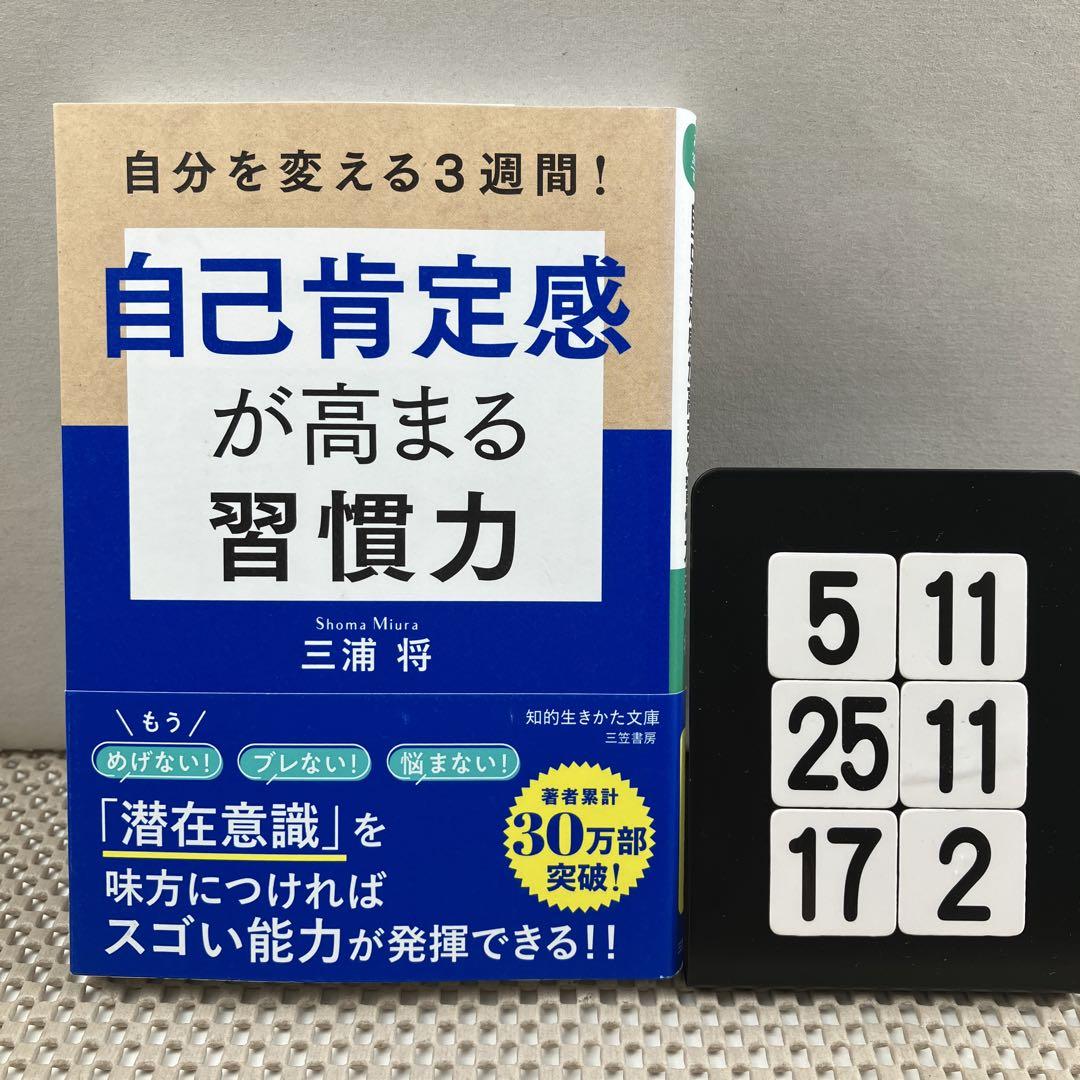 自分を変える3週間!
自己肯定感
が高まる
習慣力
Shoma Miura
三浦 将
知的生きかた文庫
三笠書房
もう
めげない! ブレない! 悩まない!
「潜在意識」を
味方につければ
スゴい能力が発揮できる!!
著者累計
30万部
突破!
5 11
25 11
17 2